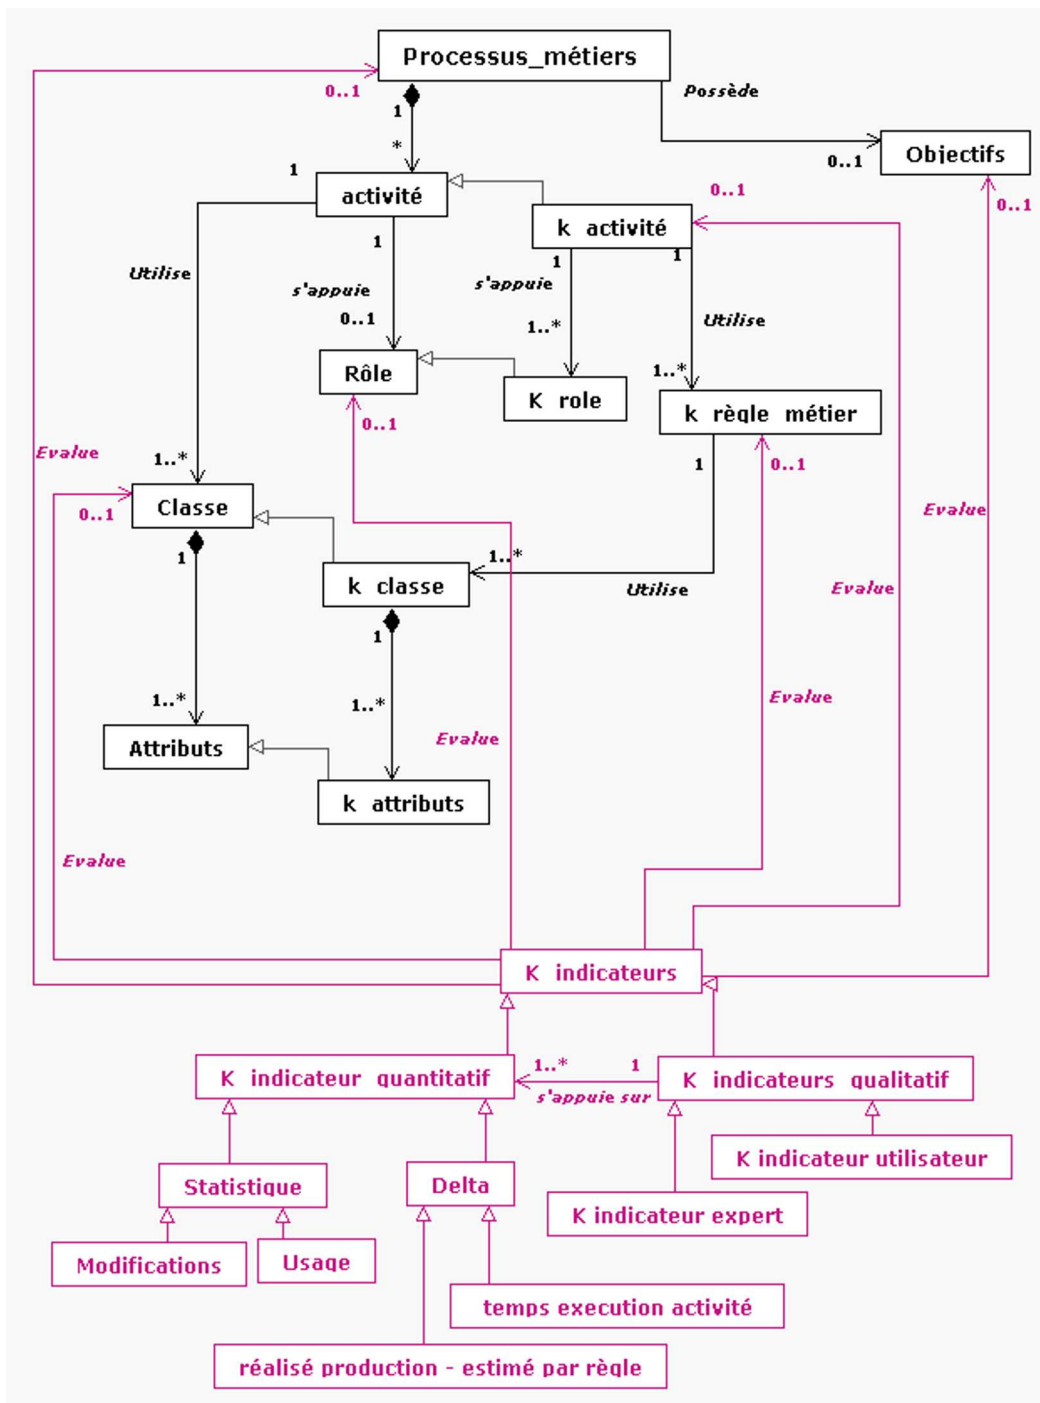 Processus_métiers
0..1
Possède
1
*
Objectifs
0..1
1
activité
0..1
0..1
k activité
1
1
1
Utilise
s'appuie
s'appuie
0..1
1..*
Utilise
Rôle
1..*
K role
k règle métier
0..1
Evalue
1..*
1
0..1
Classe
0..1
Evalue
1
1..*
k classe
Utilise
Evalue
1
1..*
1..*
Evalue
Attributs
Evalue
k attributs
Evalue
K indicateurs
K indicateur quantitatif
1..*
1
K indicateurs qualitatif
s'appuie sur
K indicateur utilisateur
Statistique
Delta
K indicateur expert
Modifications
Usage
temps execution activité
réalisé production - estimé par règle